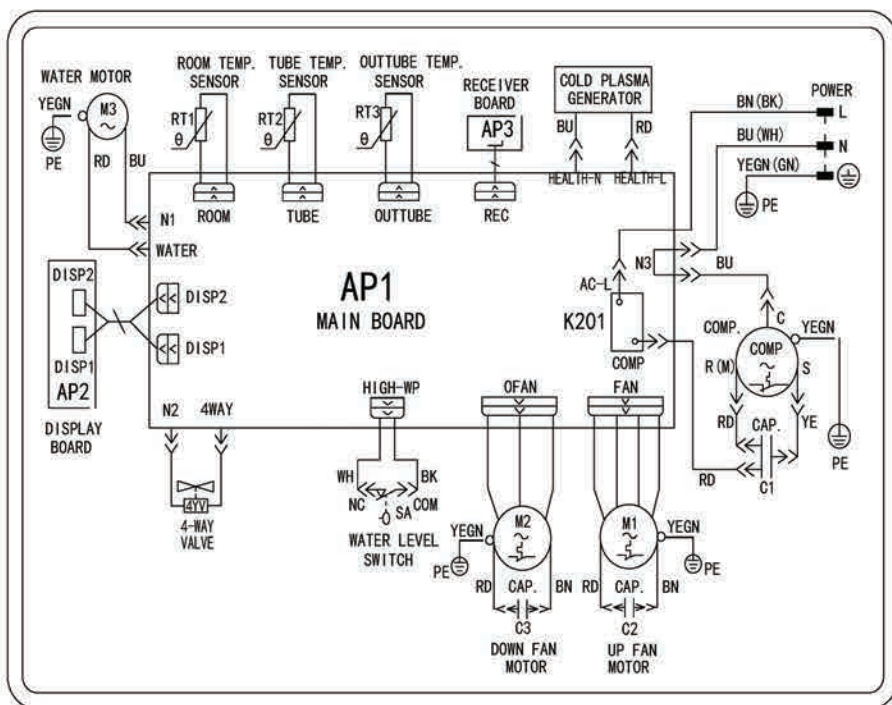 ROOM TEMP. SENSOR
TUBE TEMP. SENSOR
OUTTUBE TEMP. SENSOR
WATER MOTOR
YEGN
M3
~
PE
RD
BU
RT1
θ
RT2
θ
RT3
θ
RECEIVER BOARD
AP3
COLD PLASMA GENERATOR
BU
RD
HEALTH-N
HEALTH-L
POWER
BN(BK)
L
BU(WH)
N
YEGN(GN)
PE
ROOM
TUBE
OUTTUBE
REC
N1
WATER
DISP2
DISP1
AP2
DISPLAY BOARD
DISP2
DISP1
AP1
MAIN BOARD
N3
BU
AC-L
K201
COMP
C
COMP.
YEGN
COMP
~
R(M)
S
RD
CAP.
YE
C1
RD
PE
N2
4WAY
4YV
4-WAY VALVE
HIGH-WP
WH
BK
NC
COM
SA
WATER LEVEL SWITCH
OFAN
FAN
YEGN
M2
~
PE
RD
CAP.
BN
C3
DOWN FAN MOTOR
M1
~
YEGN
PE
RD
CAP.
BN
C2
UP FAN MOTOR